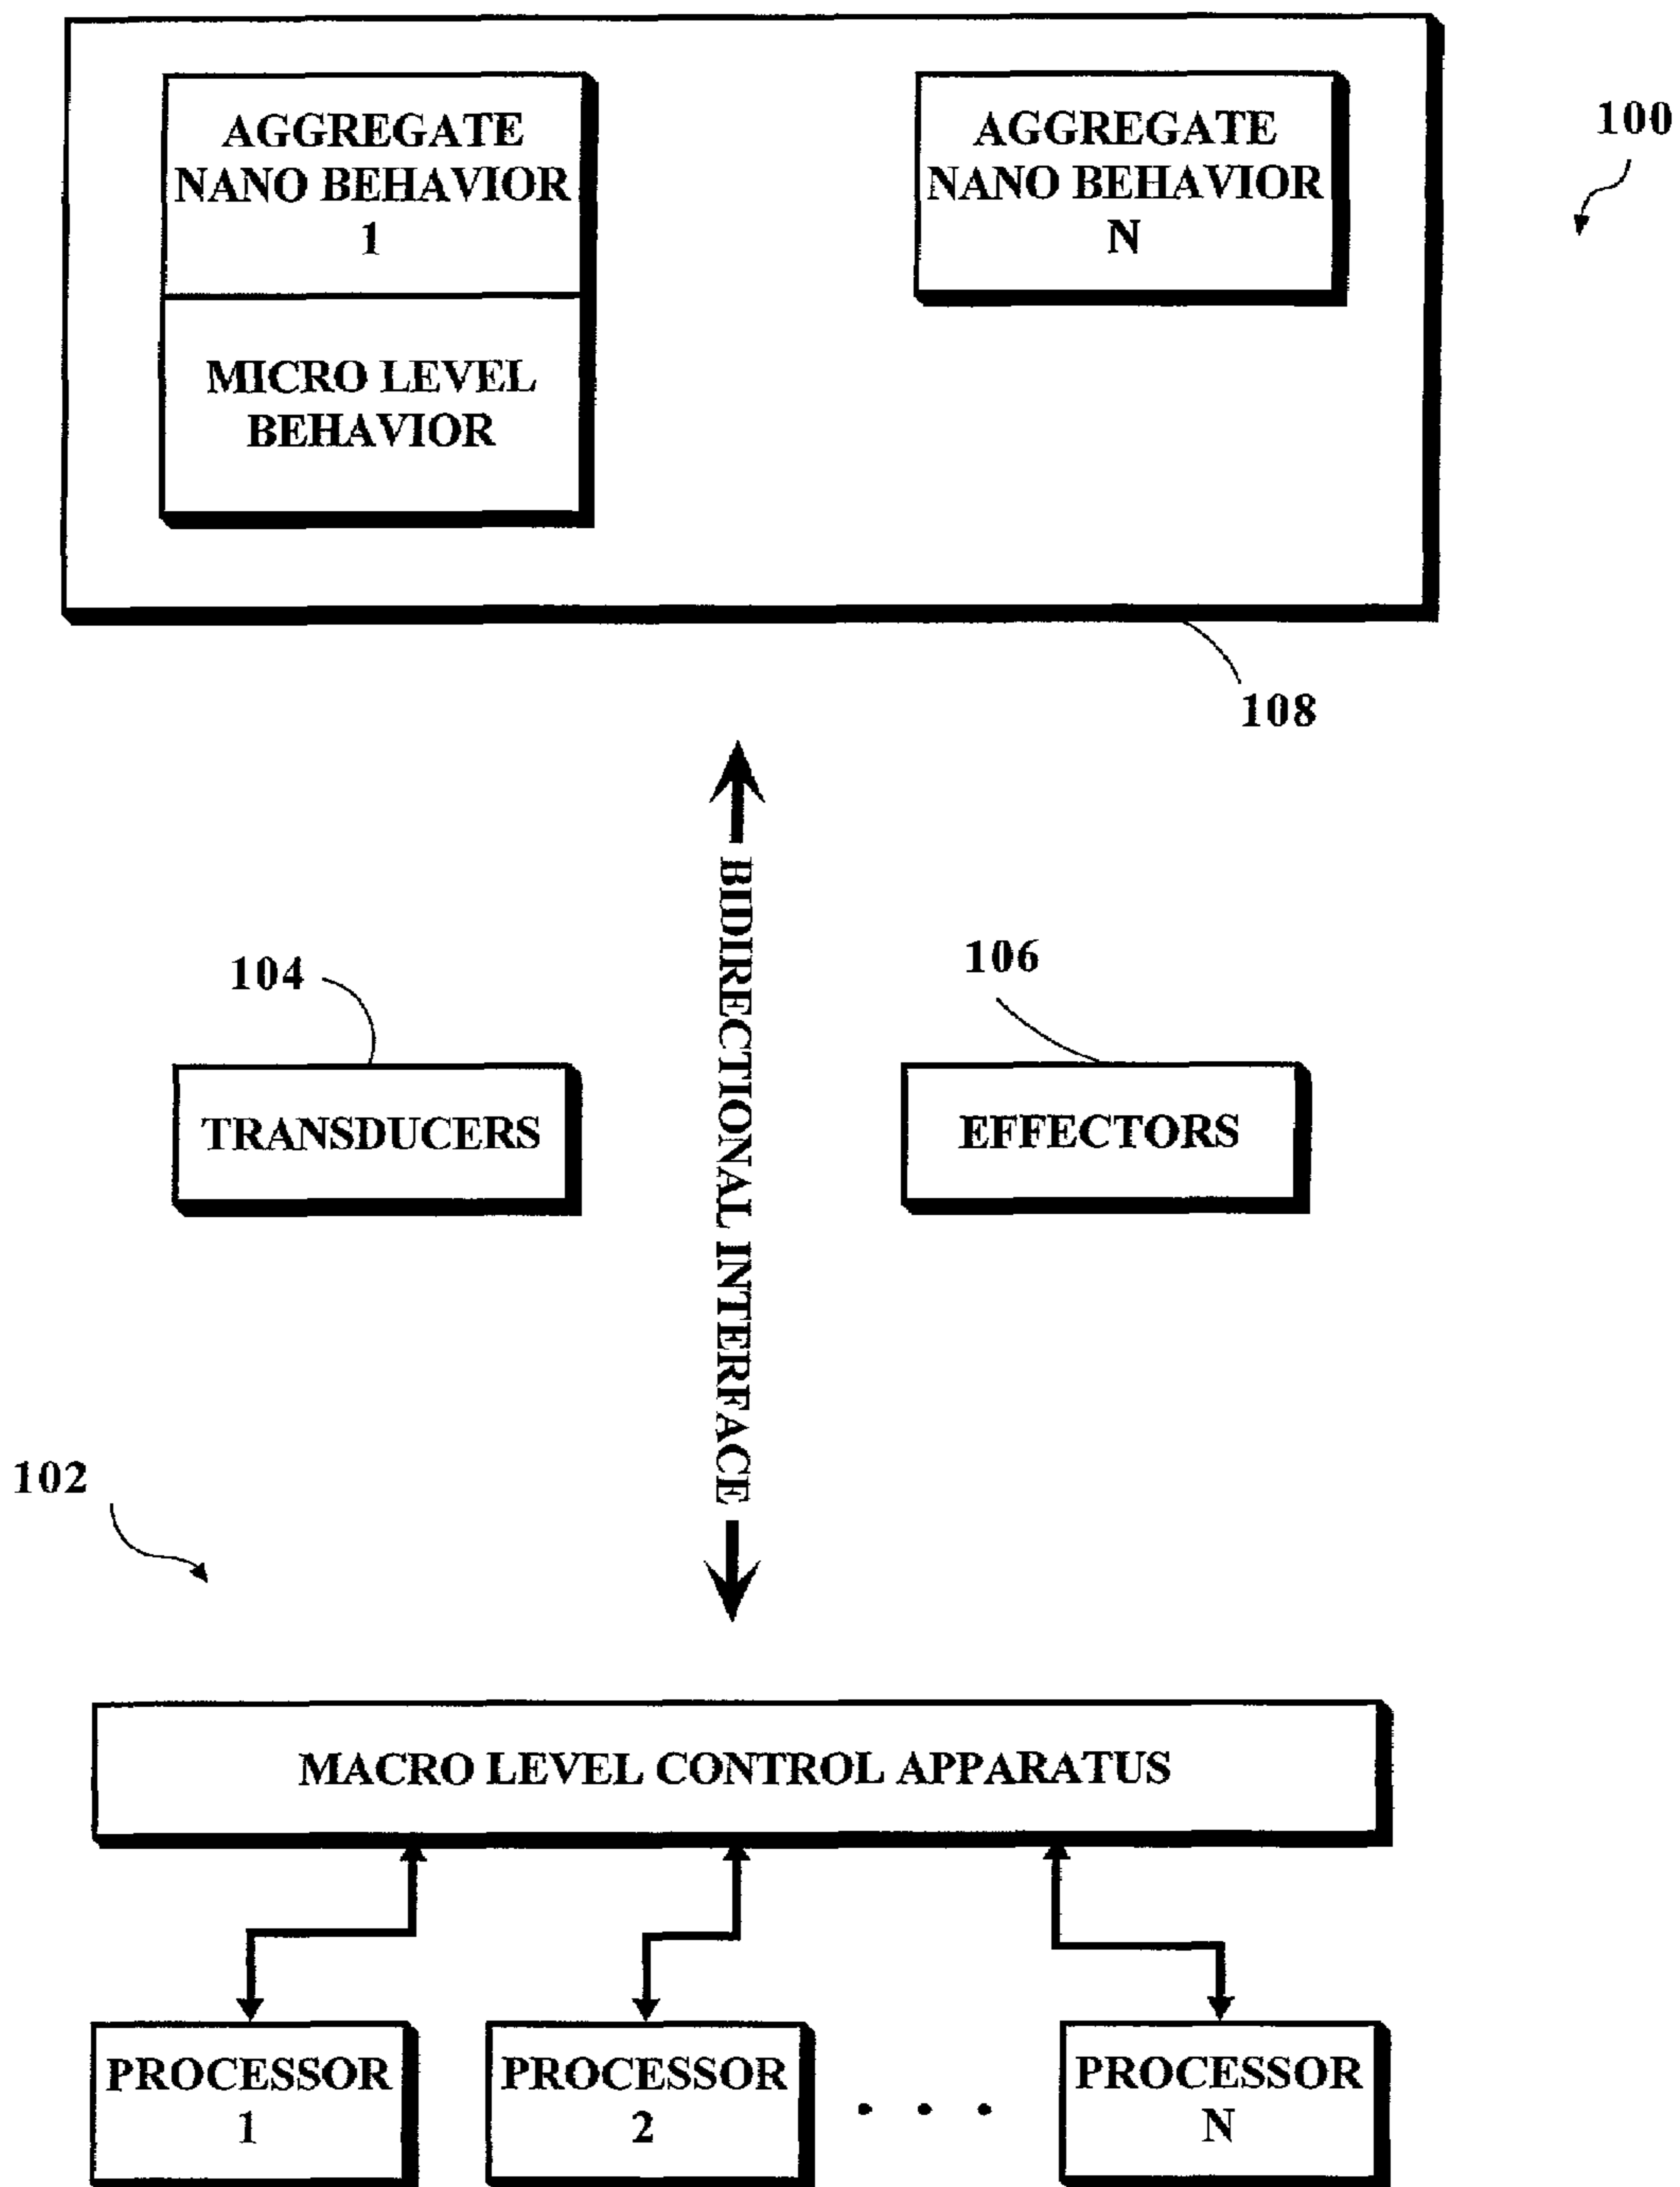 AGGREGATE
NANO BEHAVIOR
1
MICRO LEVEL
BEHAVIOR
AGGREGATE
NANO BEHAVIOR
N
100
108
BIDIRECTIONAL INTERFACE
104
TRANSDUCERS
106
EFFECTORS
102
MACRO LEVEL CONTROL APPARATUS
PROCESSOR
1
PROCESSOR
2
. . .
PROCESSOR
N